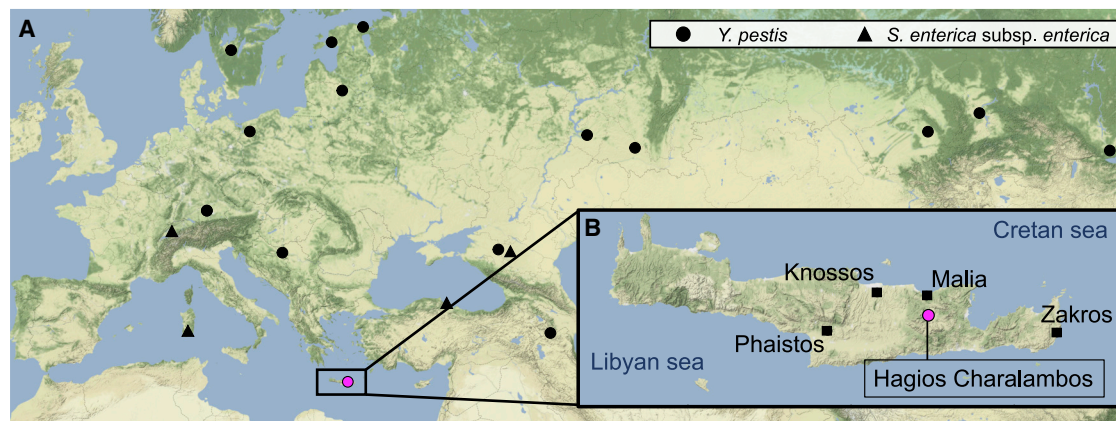 A
Y. pestis
S. enterica subsp. enterica
B
Cretan sea
Knossos
Malia
Zakros
Phaistos
Libyan sea
Hagios Charalambos